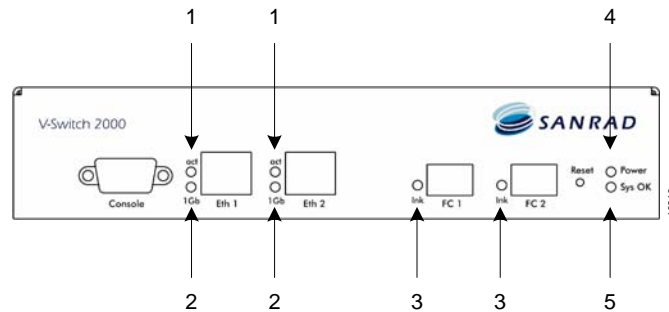 1 1 4
V-Switch 2000
SANRAD
act act Reset Power
Sys OK
Console 1Gb Eth 1 1Gb Eth 2 lnk FC 1 lnk FC 2
2 2 3 3 5